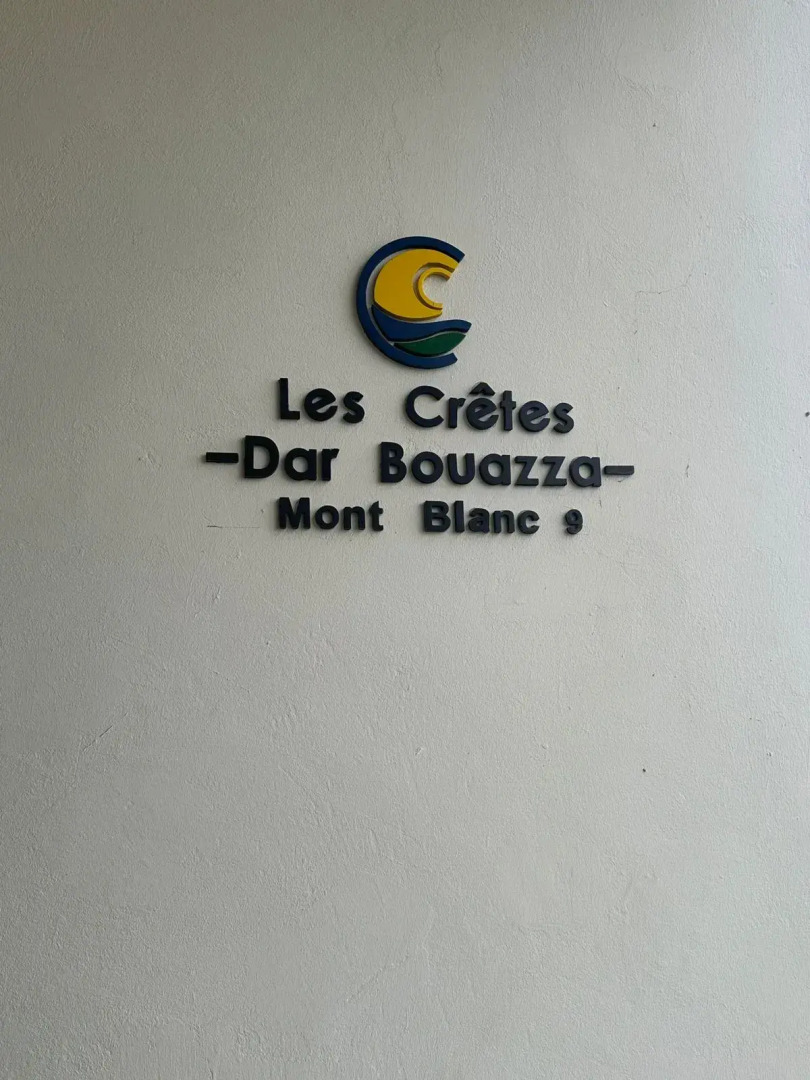 Les Crêtes
-Dar Bouazza-
Mont Blanc 9